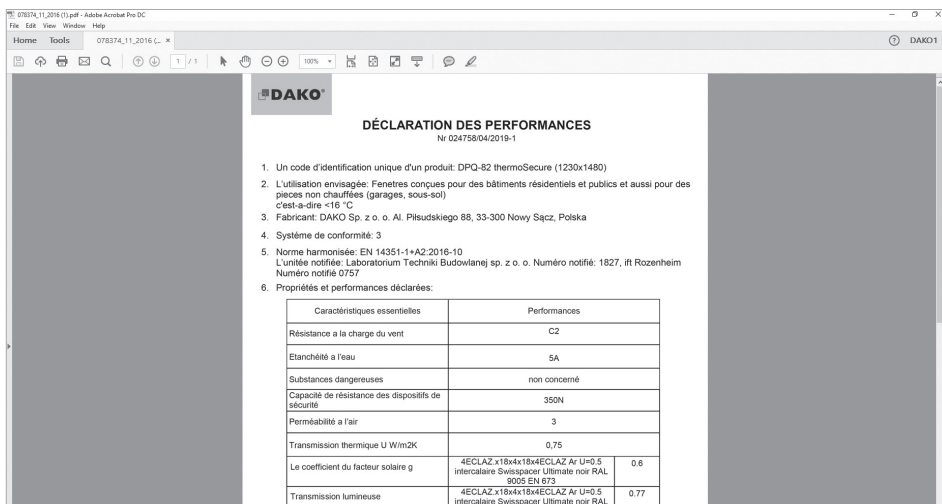 078374_11_2016 (1).pdf - Adobe Acrobat Pro DC
File Edit View Window Help
Home Tools 078374_11_2016 (... × ? DAKO1
1 / 1 100%
DAKO®
DÉCLARATION DES PERFORMANCES
Nr 024758/04/2019-1
1. Un code d'identification unique d'un produit: DPQ-82 thermoSecure (1230x1480)
2. L'utilisation envisagée: Fenetres conçues pour des bâtiments résidentiels et publics et aussi pour des
pieces non chauffées (garages, sous-sol)
c'est-a-dire <16 °C
3. Fabricant: DAKO Sp. z o. o. Al. Piłsudskiego 88, 33-300 Nowy Sącz, Polska
4. Système de conformité: 3
5. Norme harmonisée: EN 14351-1+A2:2016-10
L'unitée notifiée: Laboratorium Techniki Budowlanej sp. z o. o. Numéro notifié: 1827, ift Rozenheim
Numéro notifié 0757
6. Propriétés et performances déclarées:
Caractéristiques essentielles Performances
Résistance a la charge du vent C2
Etanchéité a l'eau 5A
Substances dangereuses non concerné
Capacité de résistance des dispositifs de
sécurité 350N
Perméabilité a l'air 3
Transmission thermique U W/m2K 0,75
Le coefficient du facteur solaire g 4ECLAZ.x18x4x18x4ECLAZ Ar U=0.5
intercalaire Swisspacer Ultimate noir RAL
9005 EN 673 0.6
Transmission lumineuse 4ECLAZ.x18x4x18x4ECLAZ Ar U=0.5
intercalaire Swisspacer Ultimate noir RAL 0.77